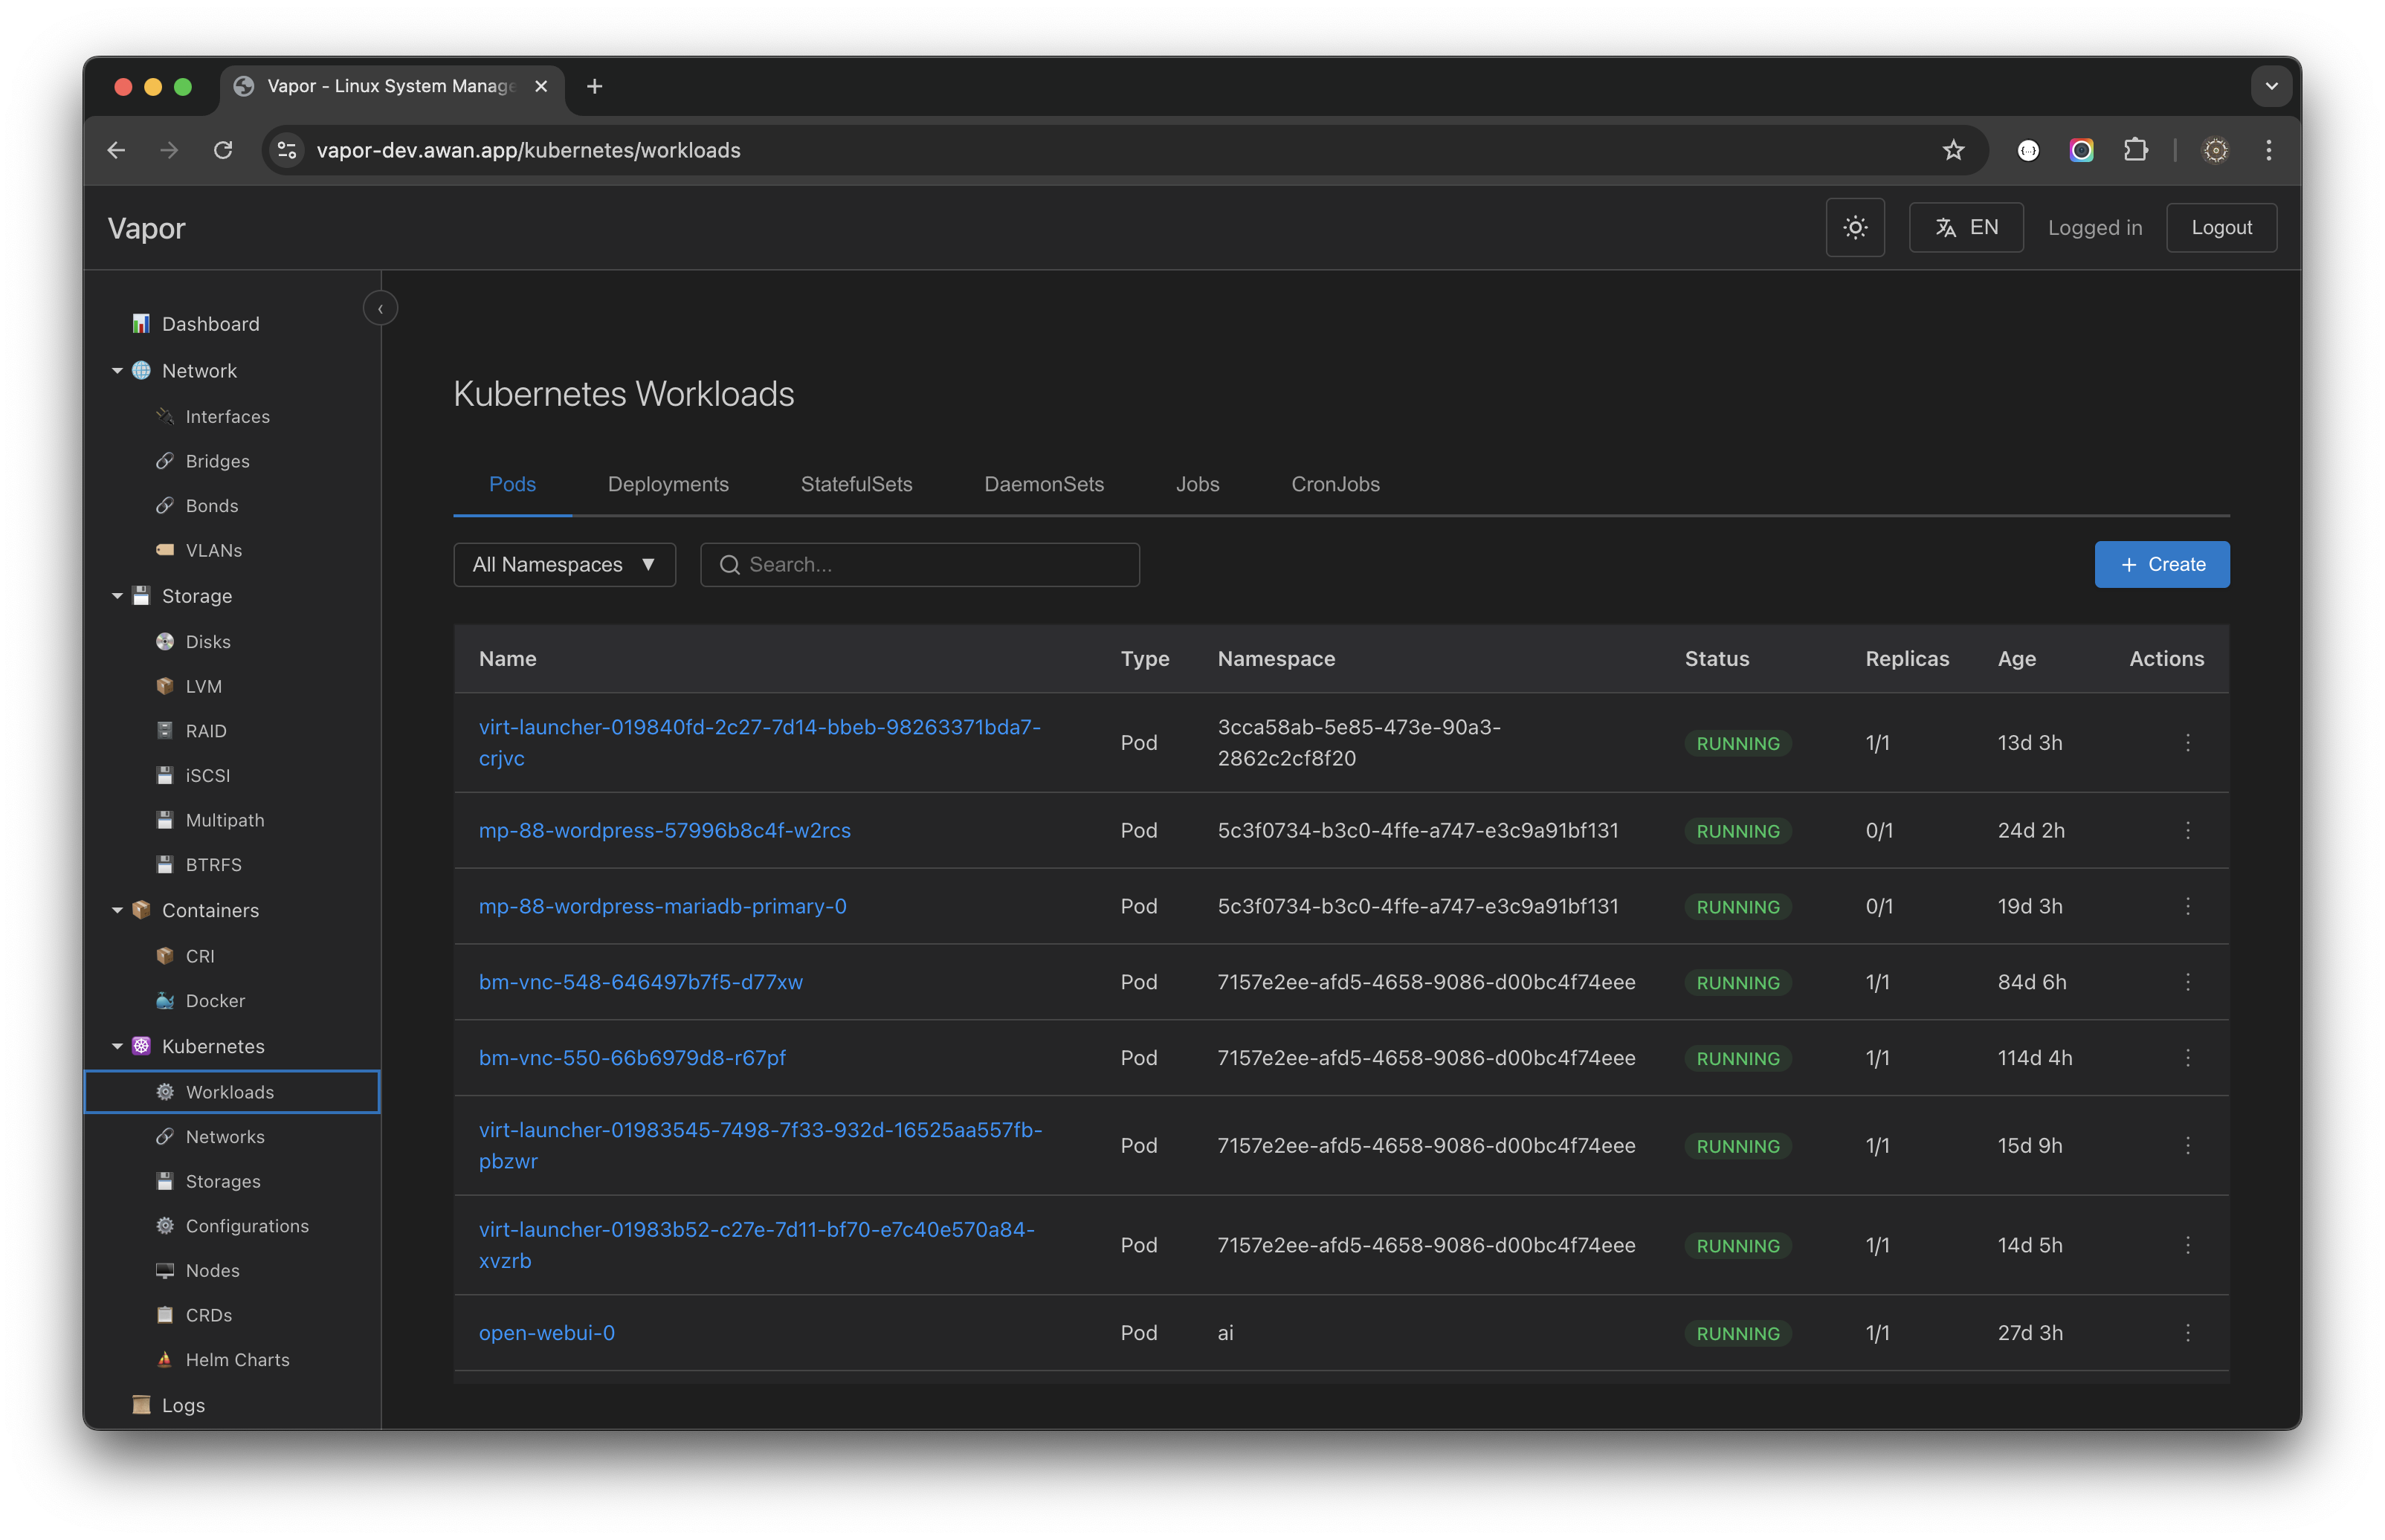 Vapor - Linux System Manage
vapor-dev.awan.app/kubernetes/workloads
Vapor
EN
Logged in
Logout
Dashboard
Network
Interfaces
Bridges
Bonds
VLANs
Storage
Disks
LVM
RAID
iSCSI
Multipath
BTRFS
Containers
CRI
Docker
Kubernetes
Workloads
Networks
Storages
Configurations
Nodes
CRDs
Helm Charts
Logs
Kubernetes Workloads
Pods Deployments StatefulSets DaemonSets Jobs CronJobs
All Namespaces ▼ Search... + Create
Name Type Namespace Status Replicas Age Actions
virt-launcher-019840fd-2c27-7d14-bbeb-98263371bda7-
crjvc
Pod
3cca58ab-5e85-473e-90a3-
2862c2cf8f20
RUNNING 1/1 13d 3h
mp-88-wordpress-57996b8c4f-w2rcs Pod 5c3f0734-b3c0-4ffe-a747-e3c9a91bf131 RUNNING 0/1 24d 2h
mp-88-wordpress-mariadb-primary-0 Pod 5c3f0734-b3c0-4ffe-a747-e3c9a91bf131 RUNNING 0/1 19d 3h
bm-vnc-548-646497b7f5-d77xw Pod 7157e2ee-afd5-4658-9086-d00bc4f74eee RUNNING 1/1 84d 6h
bm-vnc-550-66b6979d8-r67pf Pod 7157e2ee-afd5-4658-9086-d00bc4f74eee RUNNING 1/1 114d 4h
virt-launcher-01983545-7498-7f33-932d-16525aa557fb-
pbzwr
Pod 7157e2ee-afd5-4658-9086-d00bc4f74eee RUNNING 1/1 15d 9h
virt-launcher-01983b52-c27e-7d11-bf70-e7c40e570a84-
xvzrb
Pod 7157e2ee-afd5-4658-9086-d00bc4f74eee RUNNING 1/1 14d 5h
open-webui-0 Pod ai RUNNING 1/1 27d 3h